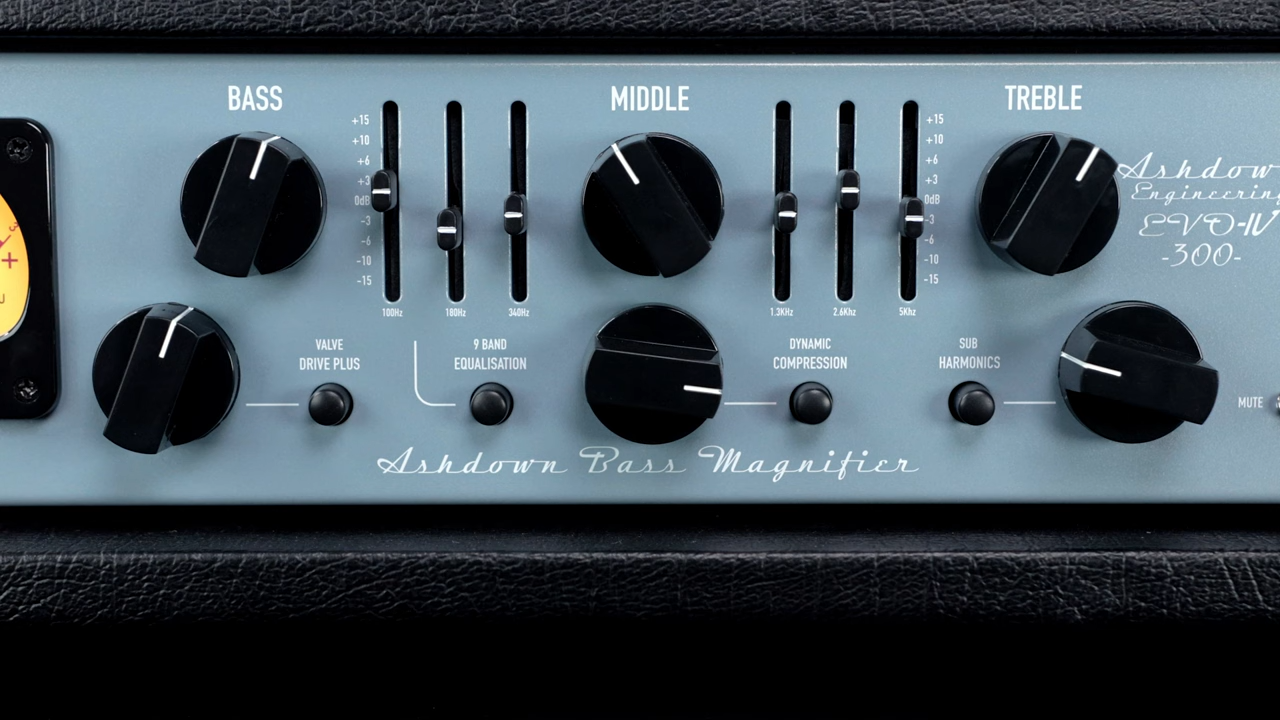 BASS
MIDDLE
TREBLE
+15
+10
+6
+3
0dB
-3
-6
-10
-15
100Hz
180Hz
340Hz
+15
+10
+6
+3
0dB
-3
-6
-10
-15
1.3KHz
2.6Khz
5Khz
Ashdow
Engineering
EVO-IV
-300-
3
+
U
VALVE
DRIVE PLUS
9 BAND
EQUALISATION
DYNAMIC
COMPRESSION
SUB
HARMONICS
MUTE
Ashdown Bass Magnifier